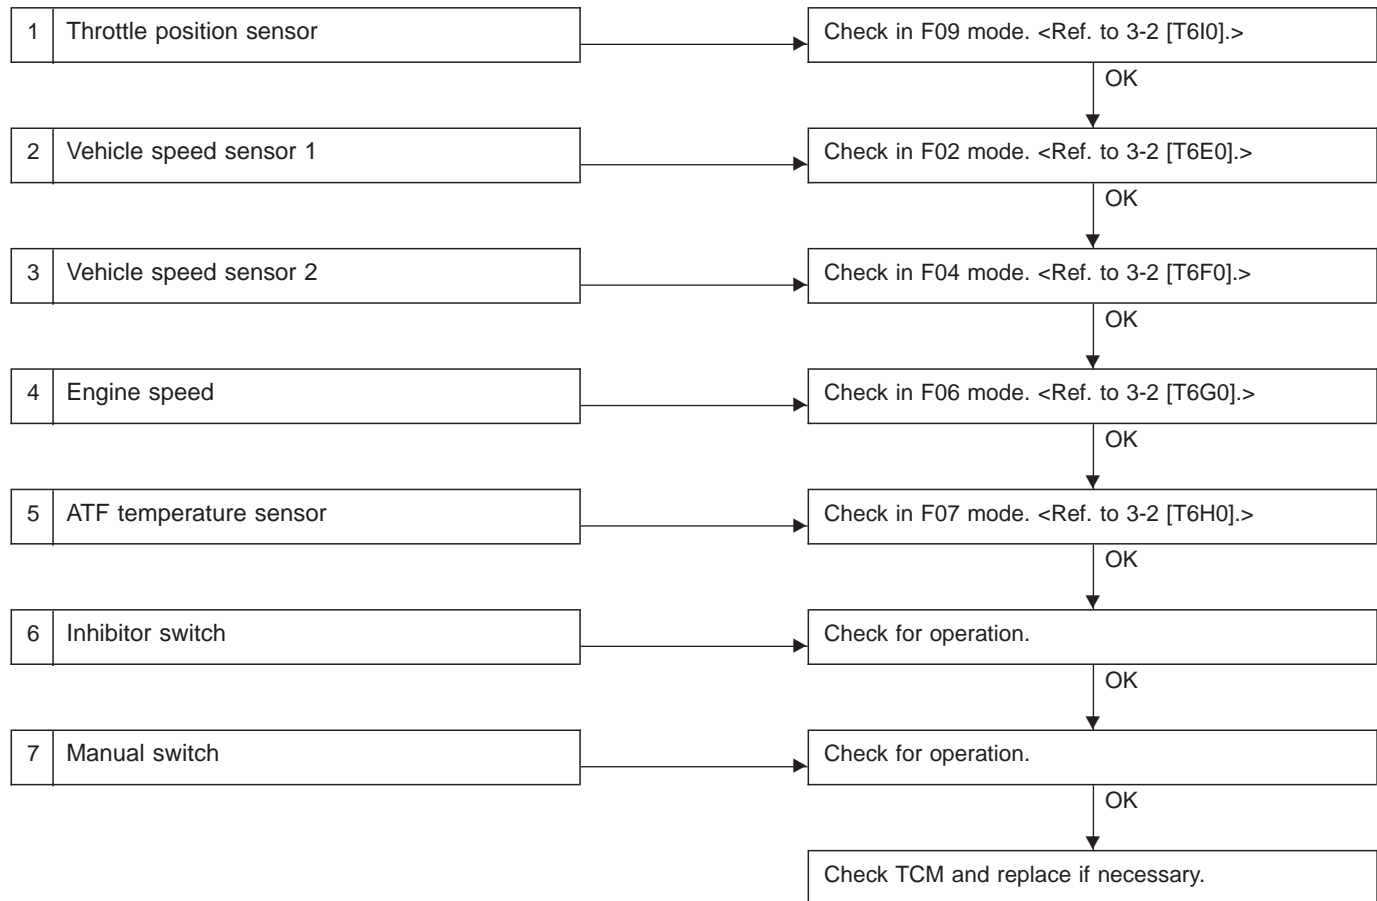 1 Throttle position sensor
Check in F09 mode. <Ref. to 3-2 [T6I0].>
OK
2 Vehicle speed sensor 1
Check in F02 mode. <Ref. to 3-2 [T6E0].>
OK
3 Vehicle speed sensor 2
Check in F04 mode. <Ref. to 3-2 [T6F0].>
OK
4 Engine speed
Check in F06 mode. <Ref. to 3-2 [T6G0].>
OK
5 ATF temperature sensor
Check in F07 mode. <Ref. to 3-2 [T6H0].>
OK
6 Inhibitor switch
Check for operation.
OK
7 Manual switch
Check for operation.
OK
Check TCM and replace if necessary.